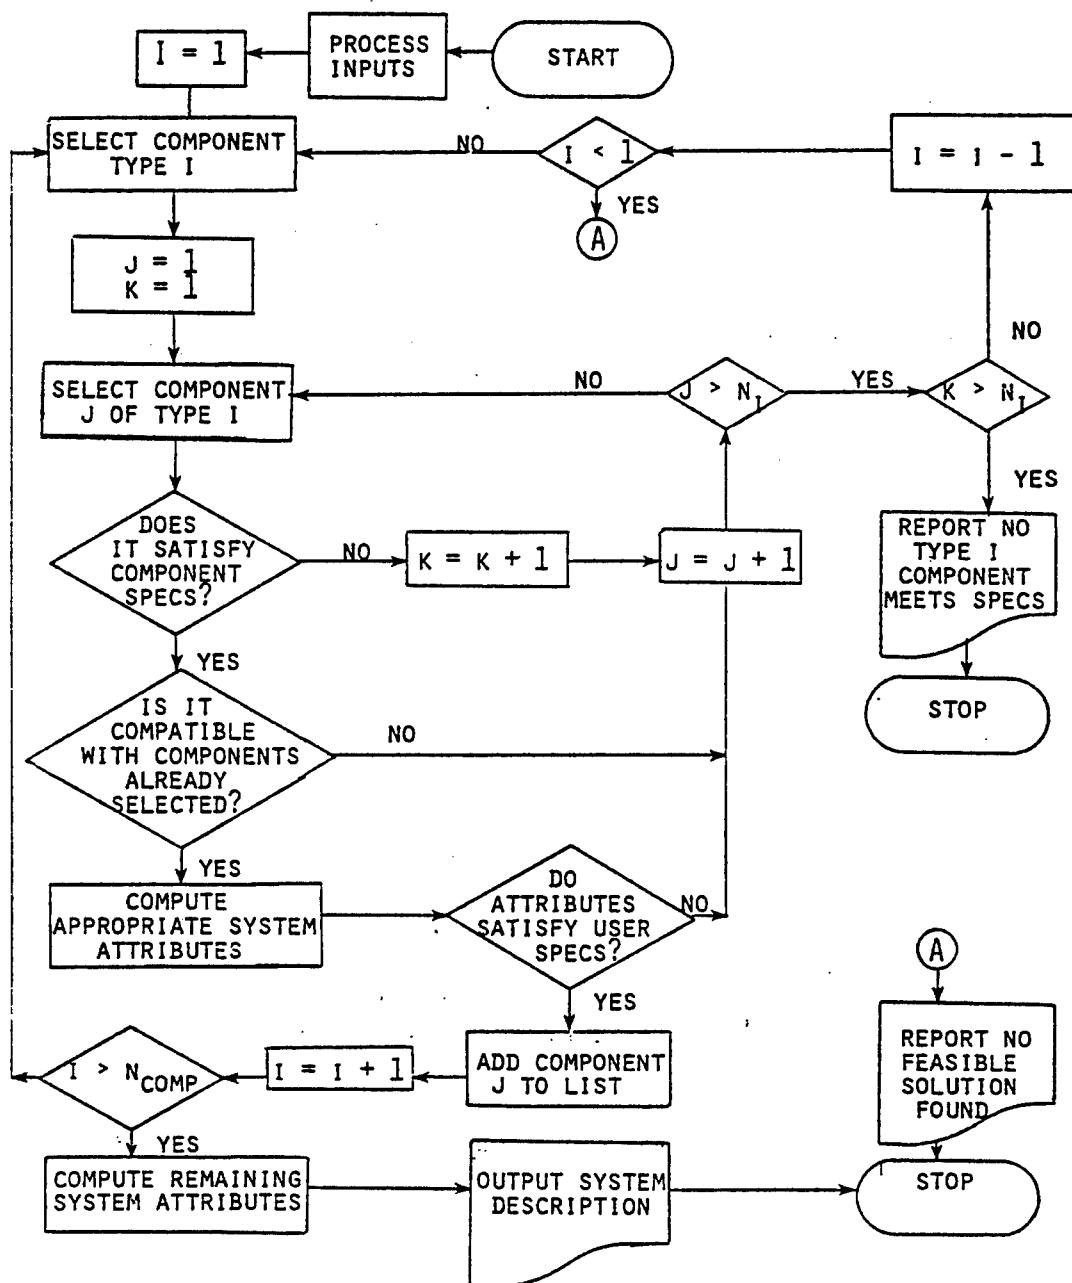 I = 1
PROCESS
INPUTS
START
SELECT COMPONENT
TYPE I
NO
I < 1
I = I - 1
YES
A
J = 1
K = 1
NO
SELECT COMPONENT
J OF TYPE I
NO
J > N_I
YES
K > N_I
YES
DOES
IT SATISFY
COMPONENT
SPECS?
NO
K = K + 1
J = J + 1
REPORT NO
TYPE I
COMPONENT
MEETS SPECS
YES
STOP
IS IT
COMPATIBLE
WITH COMPONENTS
ALREADY
SELECTED?
NO
YES
COMPUTE
APPROPRIATE SYSTEM
ATTRIBUTES
DO
ATTRIBUTES
SATISFY USER
SPECS?
NO
A
YES
I > N_COMP
I = I + 1
ADD COMPONENT
J TO LIST
REPORT NO
FEASIBLE
SOLUTION
FOUND
YES
COMPUTE REMAINING
SYSTEM ATTRIBUTES
OUTPUT SYSTEM
DESCRIPTION
STOP